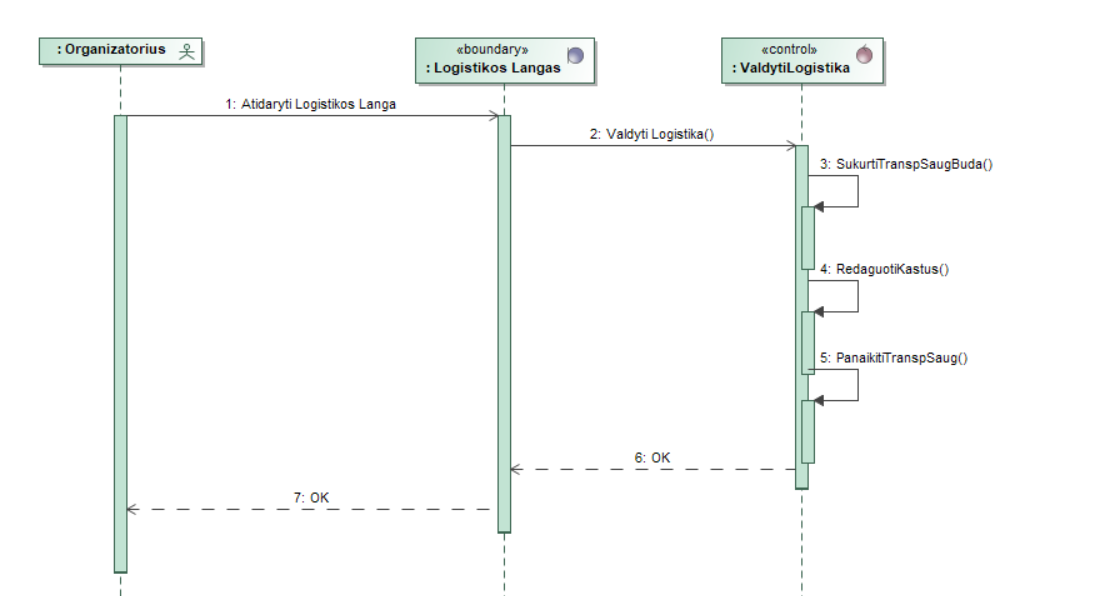 : Organizatorius
«boundary»
: Logistikos Langas
«control»
: ValdytiLogistika
1: Atidaryti Logistikos Langa
2: Valdyti Logistika()
3: SukurtiTranspSaugBuda()
4: RedaguotiKastus()
5: PanaikitiTranspSaug()
6: OK
7: OK